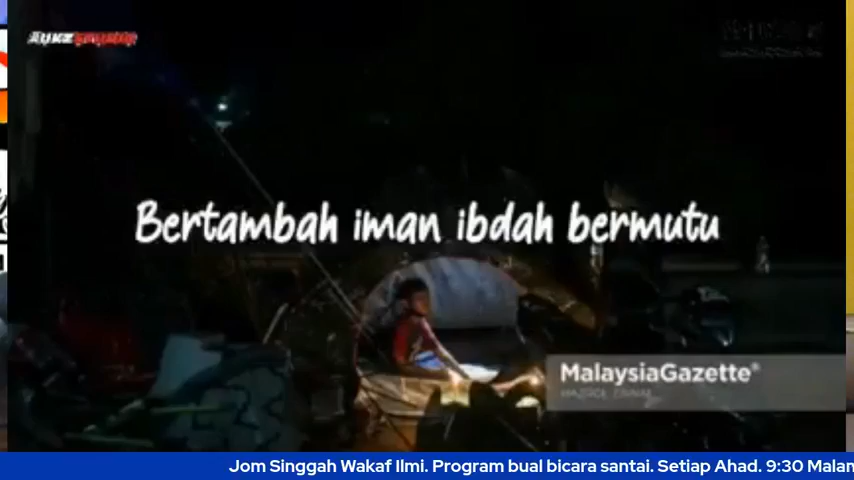 Bertambah iman ibdah bermutu
MalaysiaGazette®
Jom Singgah Wakaf Ilmi. Program bual bicara santai. Setiap Ahad. 9:30 Malam